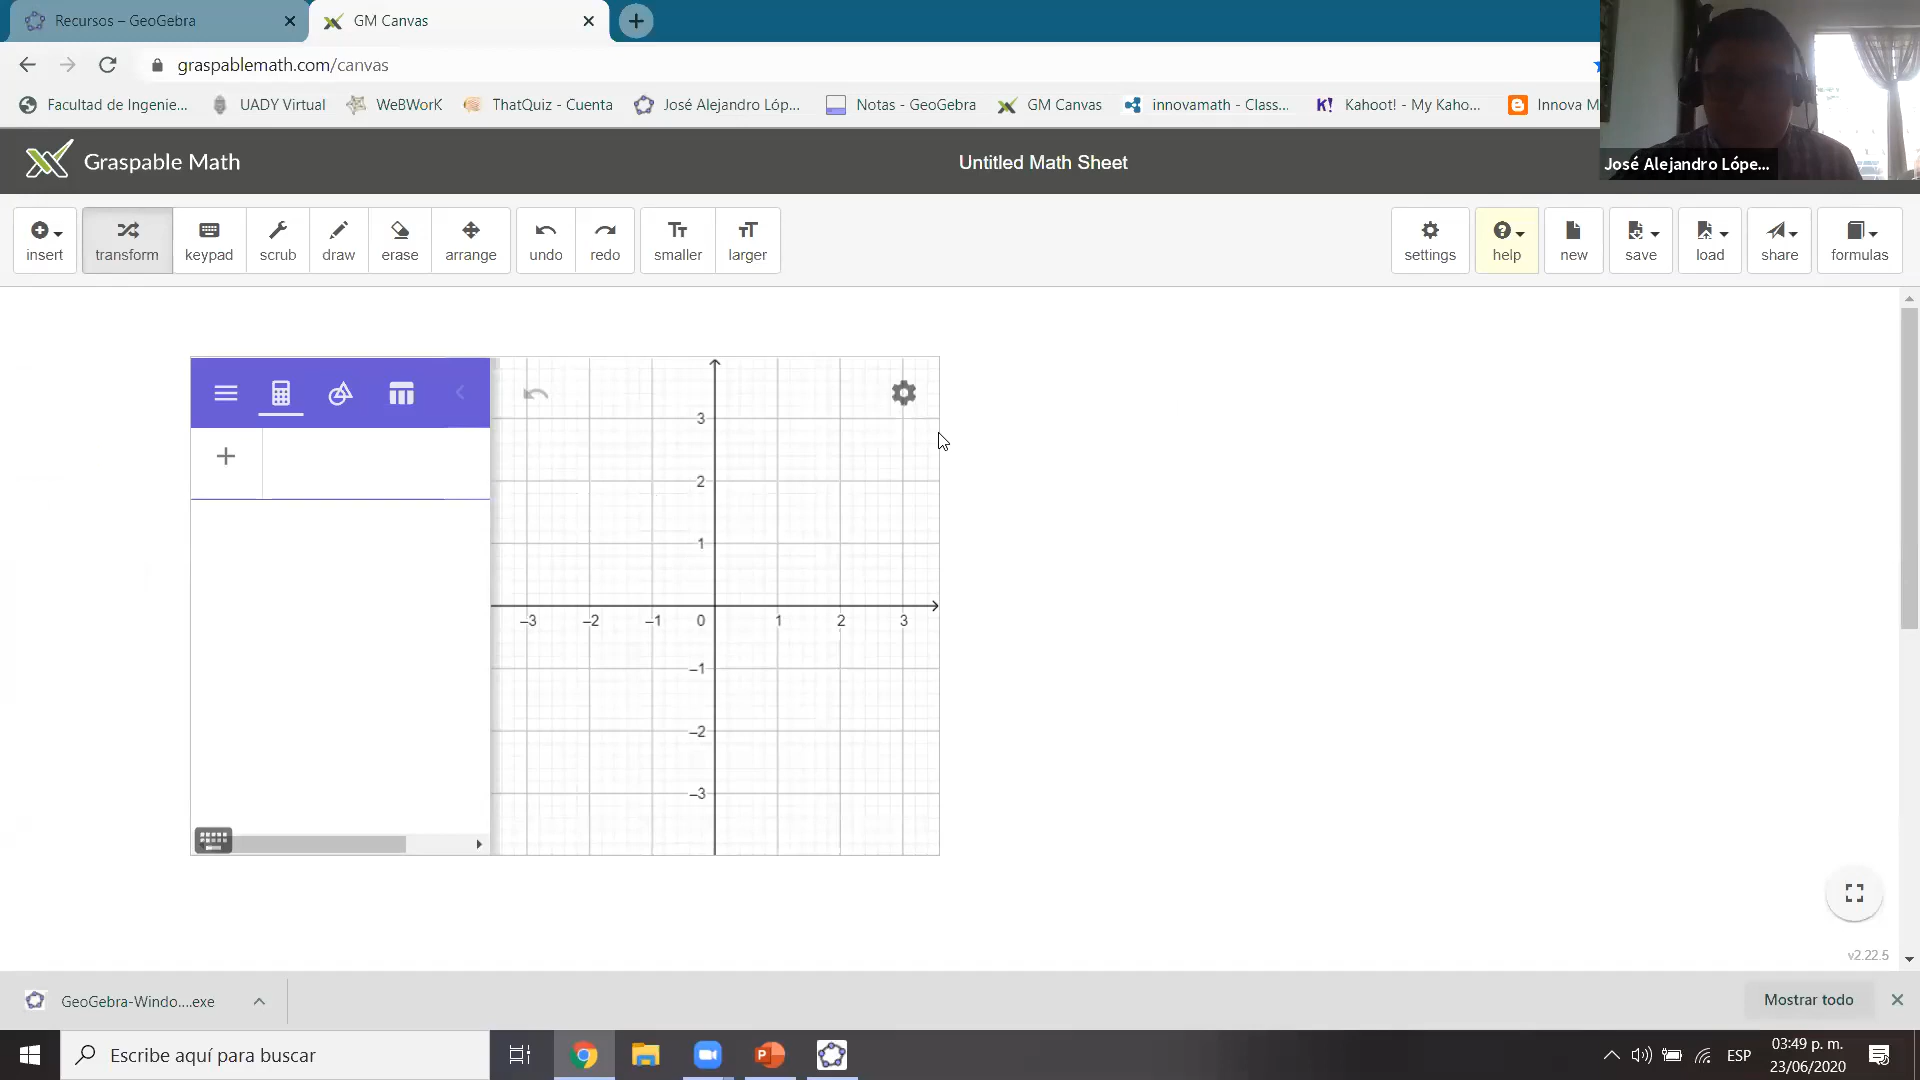 Recursos – GeoGebra
GM Canvas
graspablemath.com/canvas
Facultad de Ingenie...
UADY Virtual
WeBWorK
ThatQuiz - Cuenta
José Alejandro Lóp...
Notas - GeoGebra
GM Canvas
innovamath - Class...
Kahoot! - My Kaho...
Innova M
José Alejandro Lópe...
Graspable Math
Untitled Math Sheet
insert
transform
keypad
scrub
draw
erase
arrange
undo
redo
smaller
larger
settings
help
new
save
load
share
formulas
3
2
1
–3 –2 –1 0 1 2 3
–1
–2
–3
v2.22.5
GeoGebra-Windo....exe
Mostrar todo
Escribe aquí para buscar
ESP
03:49 p. m.
23/06/2020